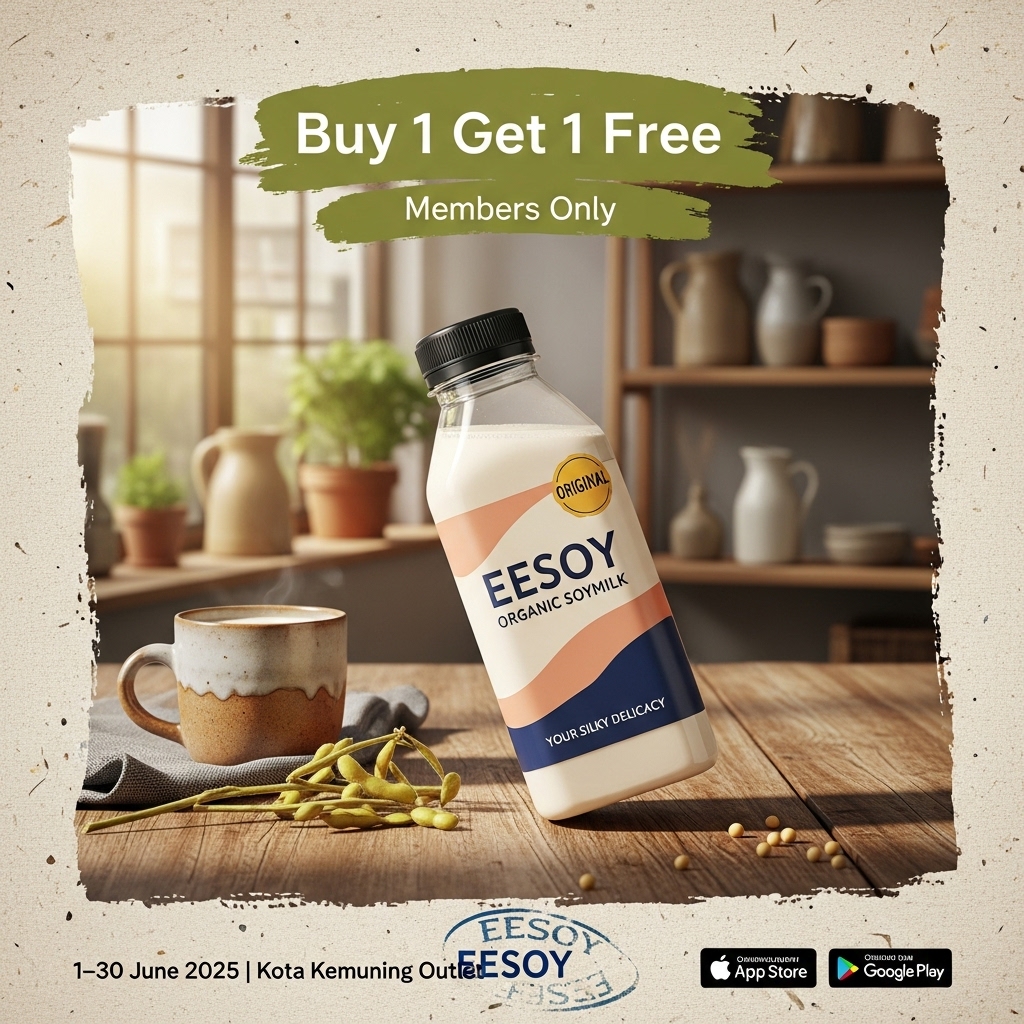 Buy 1 Get 1 Free
Members Only
ORIGINAL
EESOY
ORGANIC SOYMILK
YOUR SILKY DELICACY
EESOY
1–30 June 2025 | Kota Kemuning Outlet
EESOY
App Store
Google Play